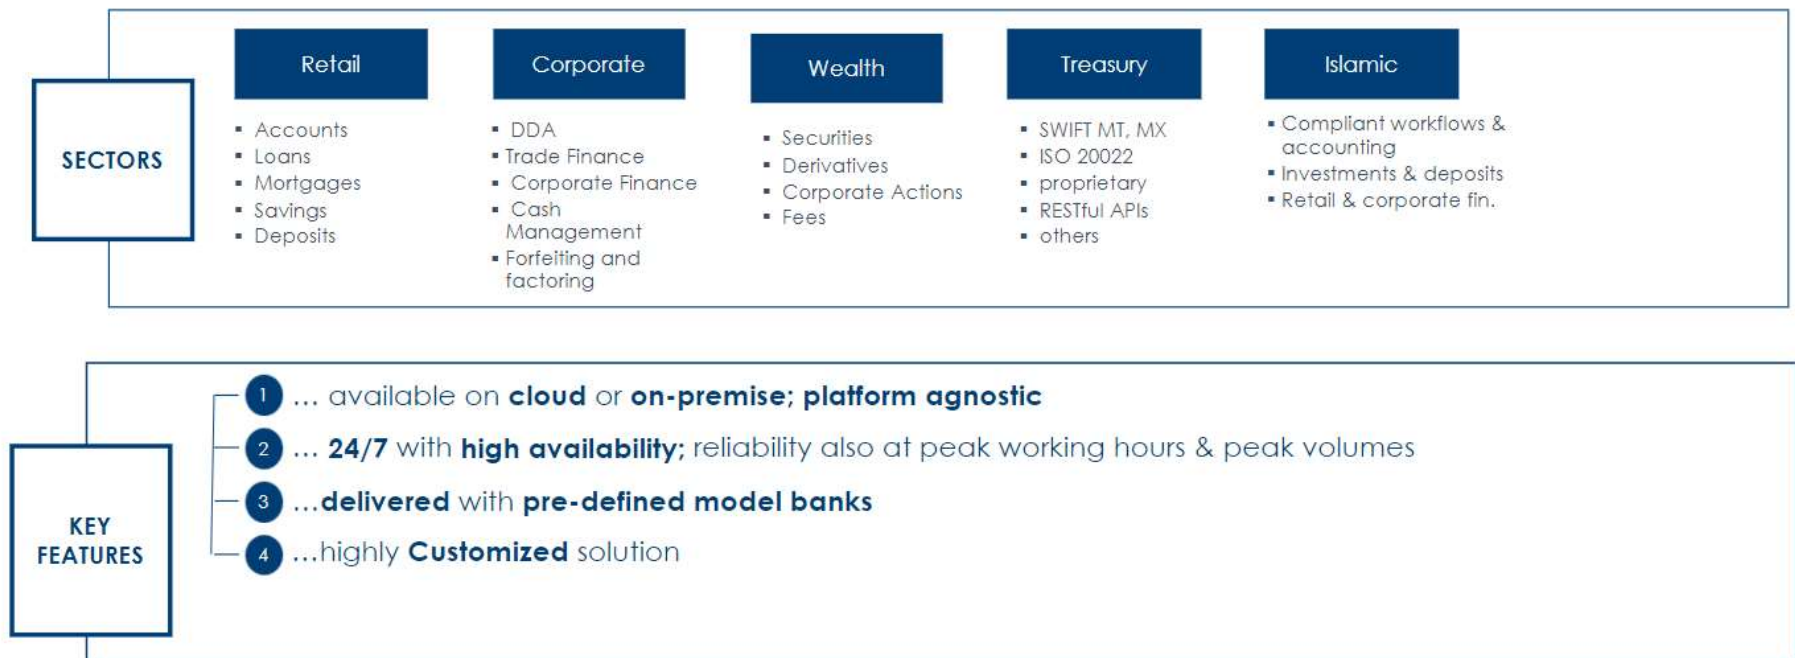 SECTORS
Retail
▪ Accounts
▪ Loans
▪ Mortgages
▪ Savings
▪ Deposits
Corporate
▪ DDA
▪ Trade Finance
▪ Corporate Finance
▪ Cash
Management
▪ Forfeiting and
factoring
Wealth
▪ Securities
▪ Derivatives
▪ Corporate Actions
▪ Fees
Treasury
▪ SWIFT MT, MX
▪ ISO 20022
▪ proprietary
▪ RESTful APIs
▪ others
Islamic
▪ Compliant workflows &
accounting
▪ Investments & deposits
▪ Retail & corporate fin.
KEY
FEATURES
1 ... available on cloud or on-premise; platform agnostic
2 ... 24/7 with high availability; reliability also at peak working hours & peak volumes
3 ...delivered with pre-defined model banks
4 ...highly Customized solution